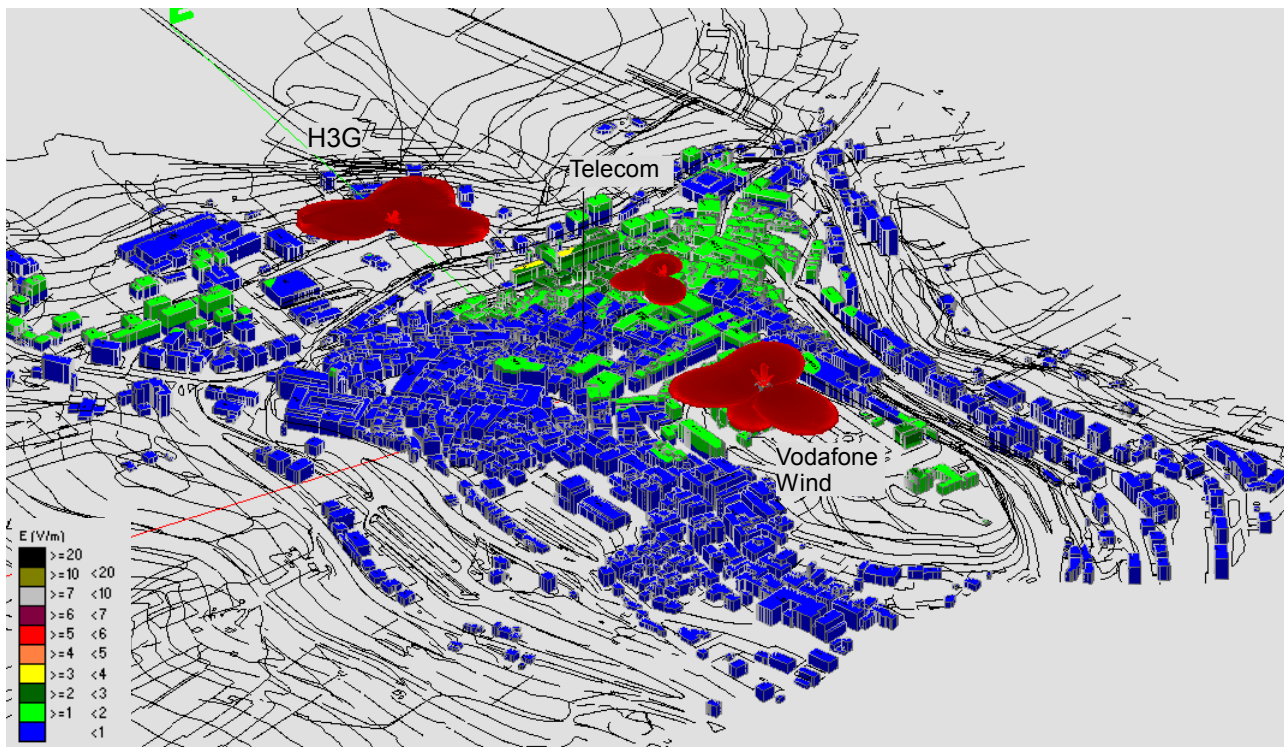 H3G
Telecom
Vodafone
Wind
E (V/m)
>=20
>=10 <20
>=7 <10
>=6 <7
>=5 <6
>=4 <5
>=3 <4
>=2 <3
>=1 <2
<1